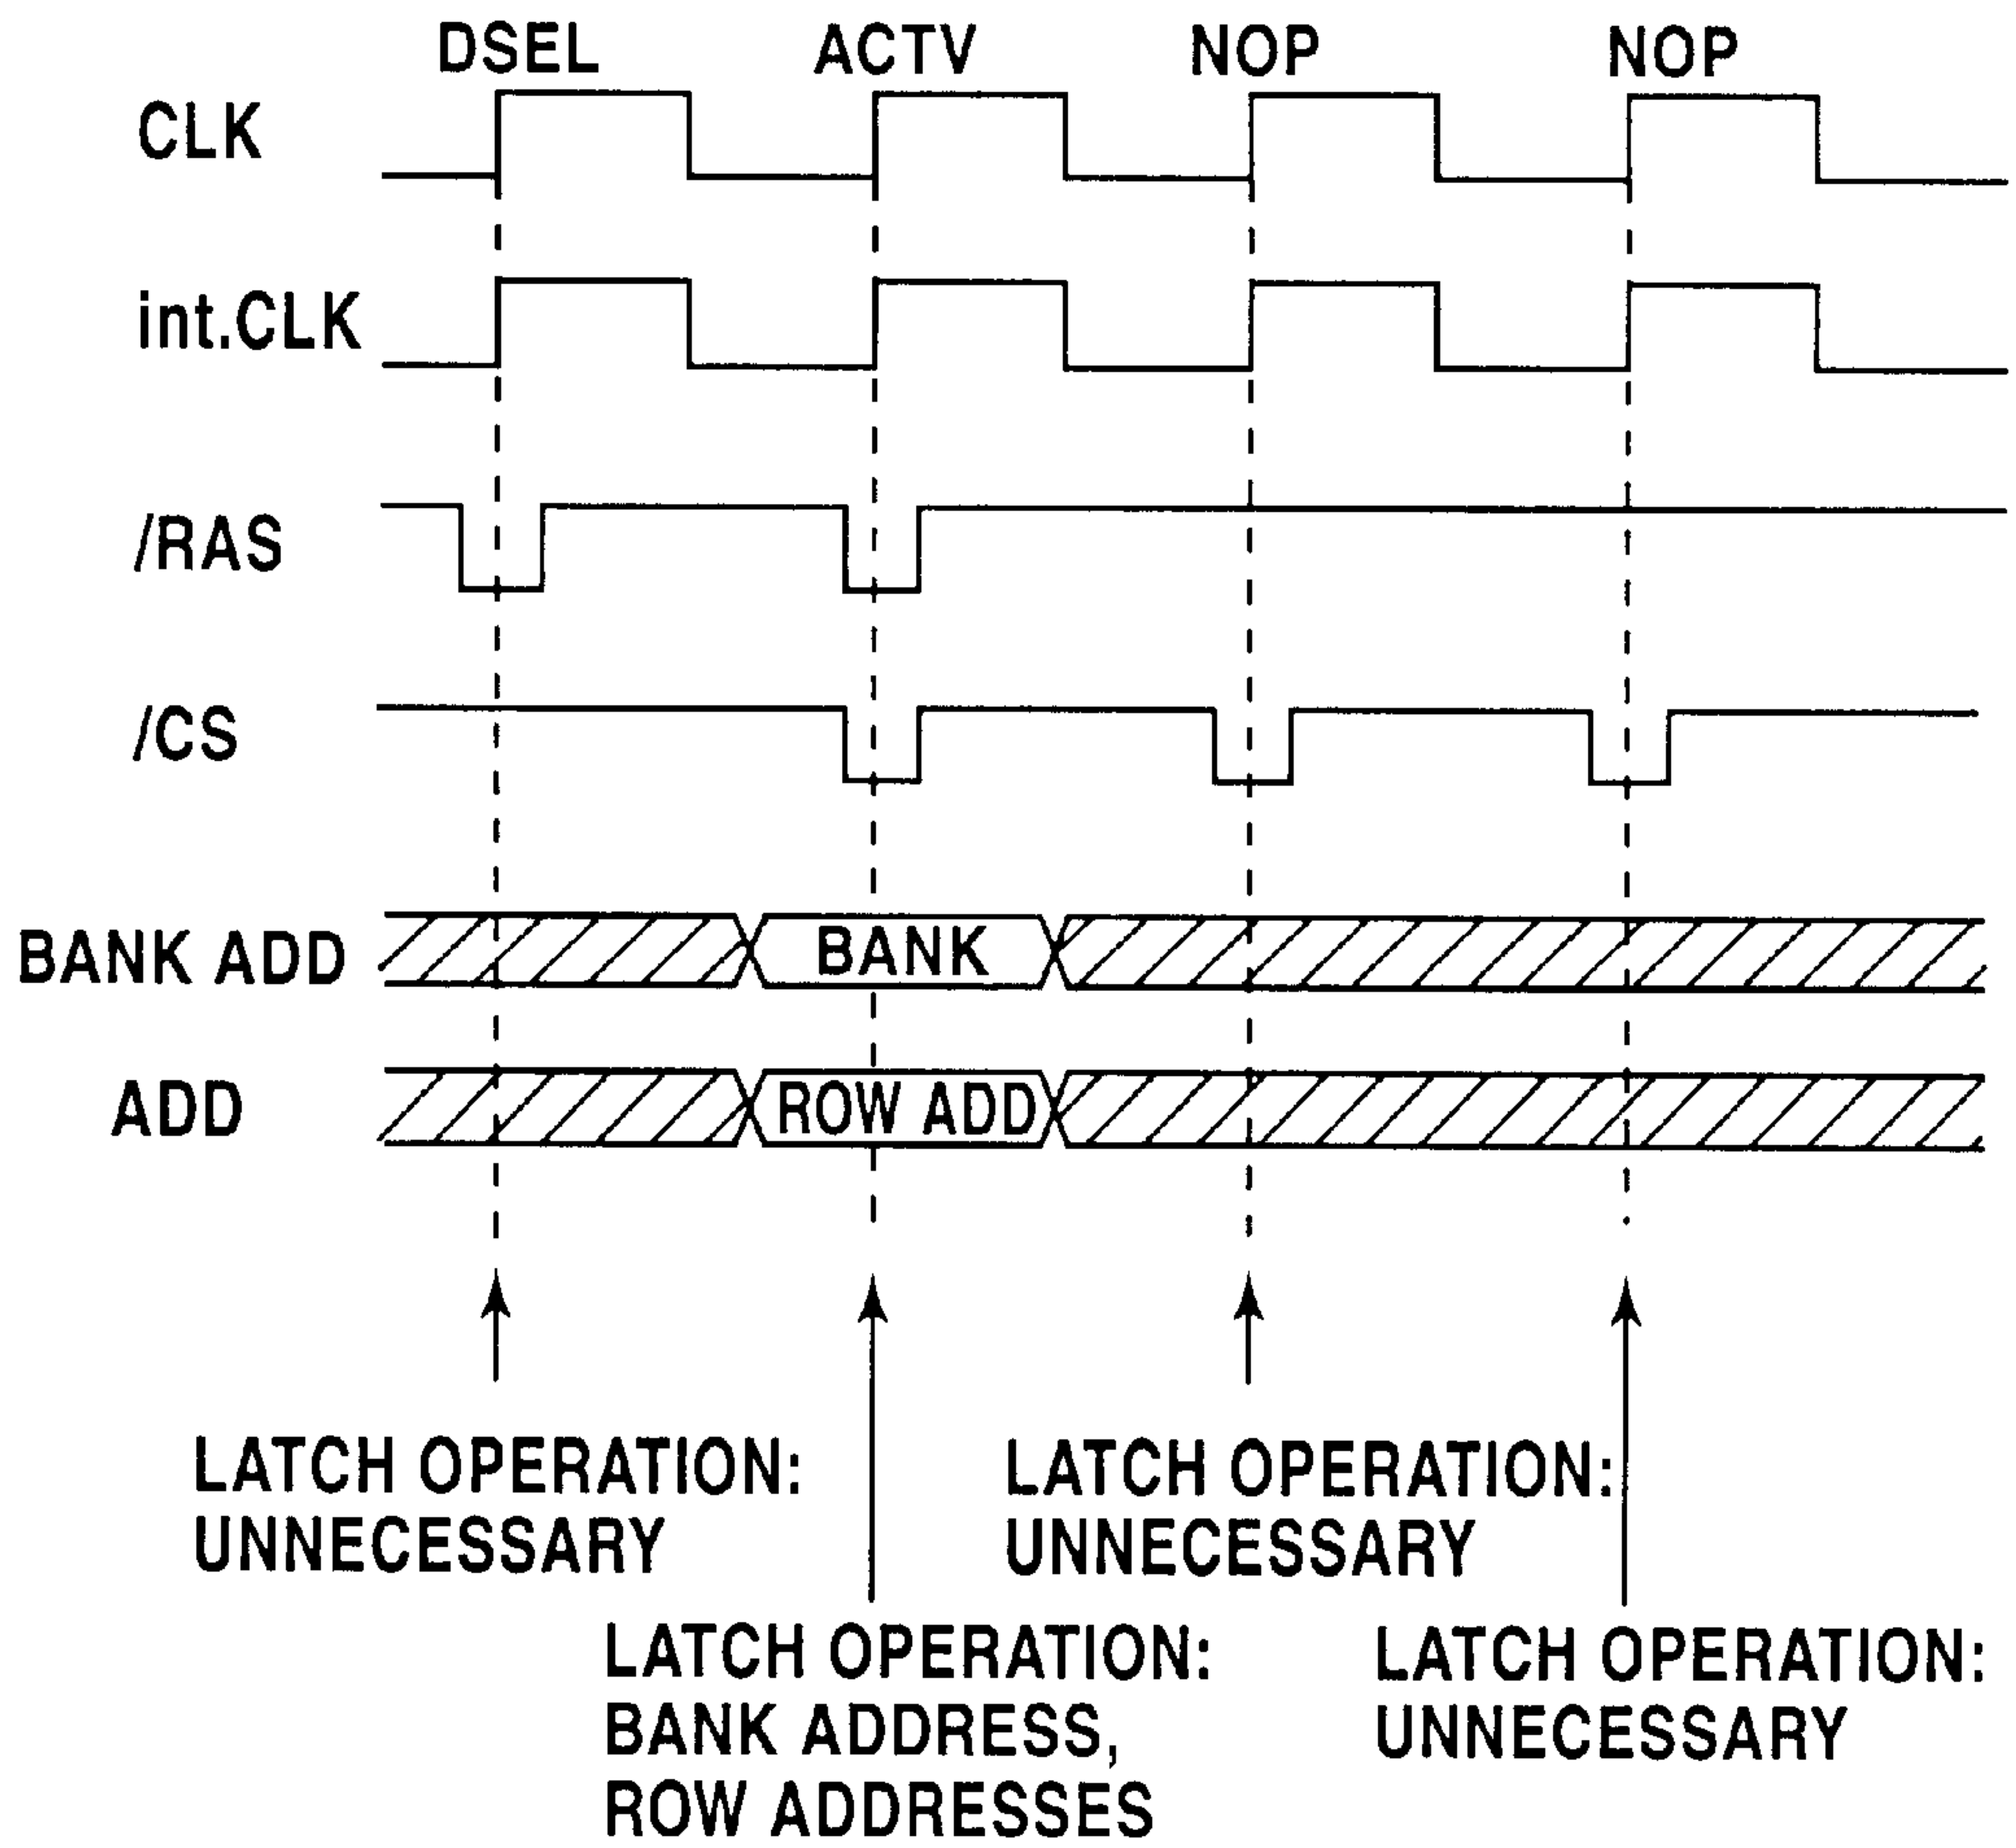 DSEL ACTV NOP NOP
CLK
int.CLK
/RAS
/CS
BANK ADD BANK
ADD ROW ADD
LATCH OPERATION:
UNNECESSARY
LATCH OPERATION:
BANK ADDRESS,
ROW ADDRESSES
LATCH OPERATION:
UNNECESSARY
LATCH OPERATION:
UNNECESSARY